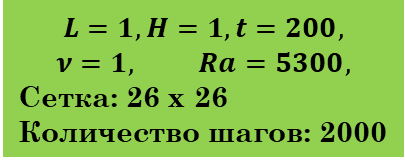 L = 1, H = 1, t = 200,
ν = 1, Ra = 5300,
Сетка: 26 x 26
Количество шагов: 2000